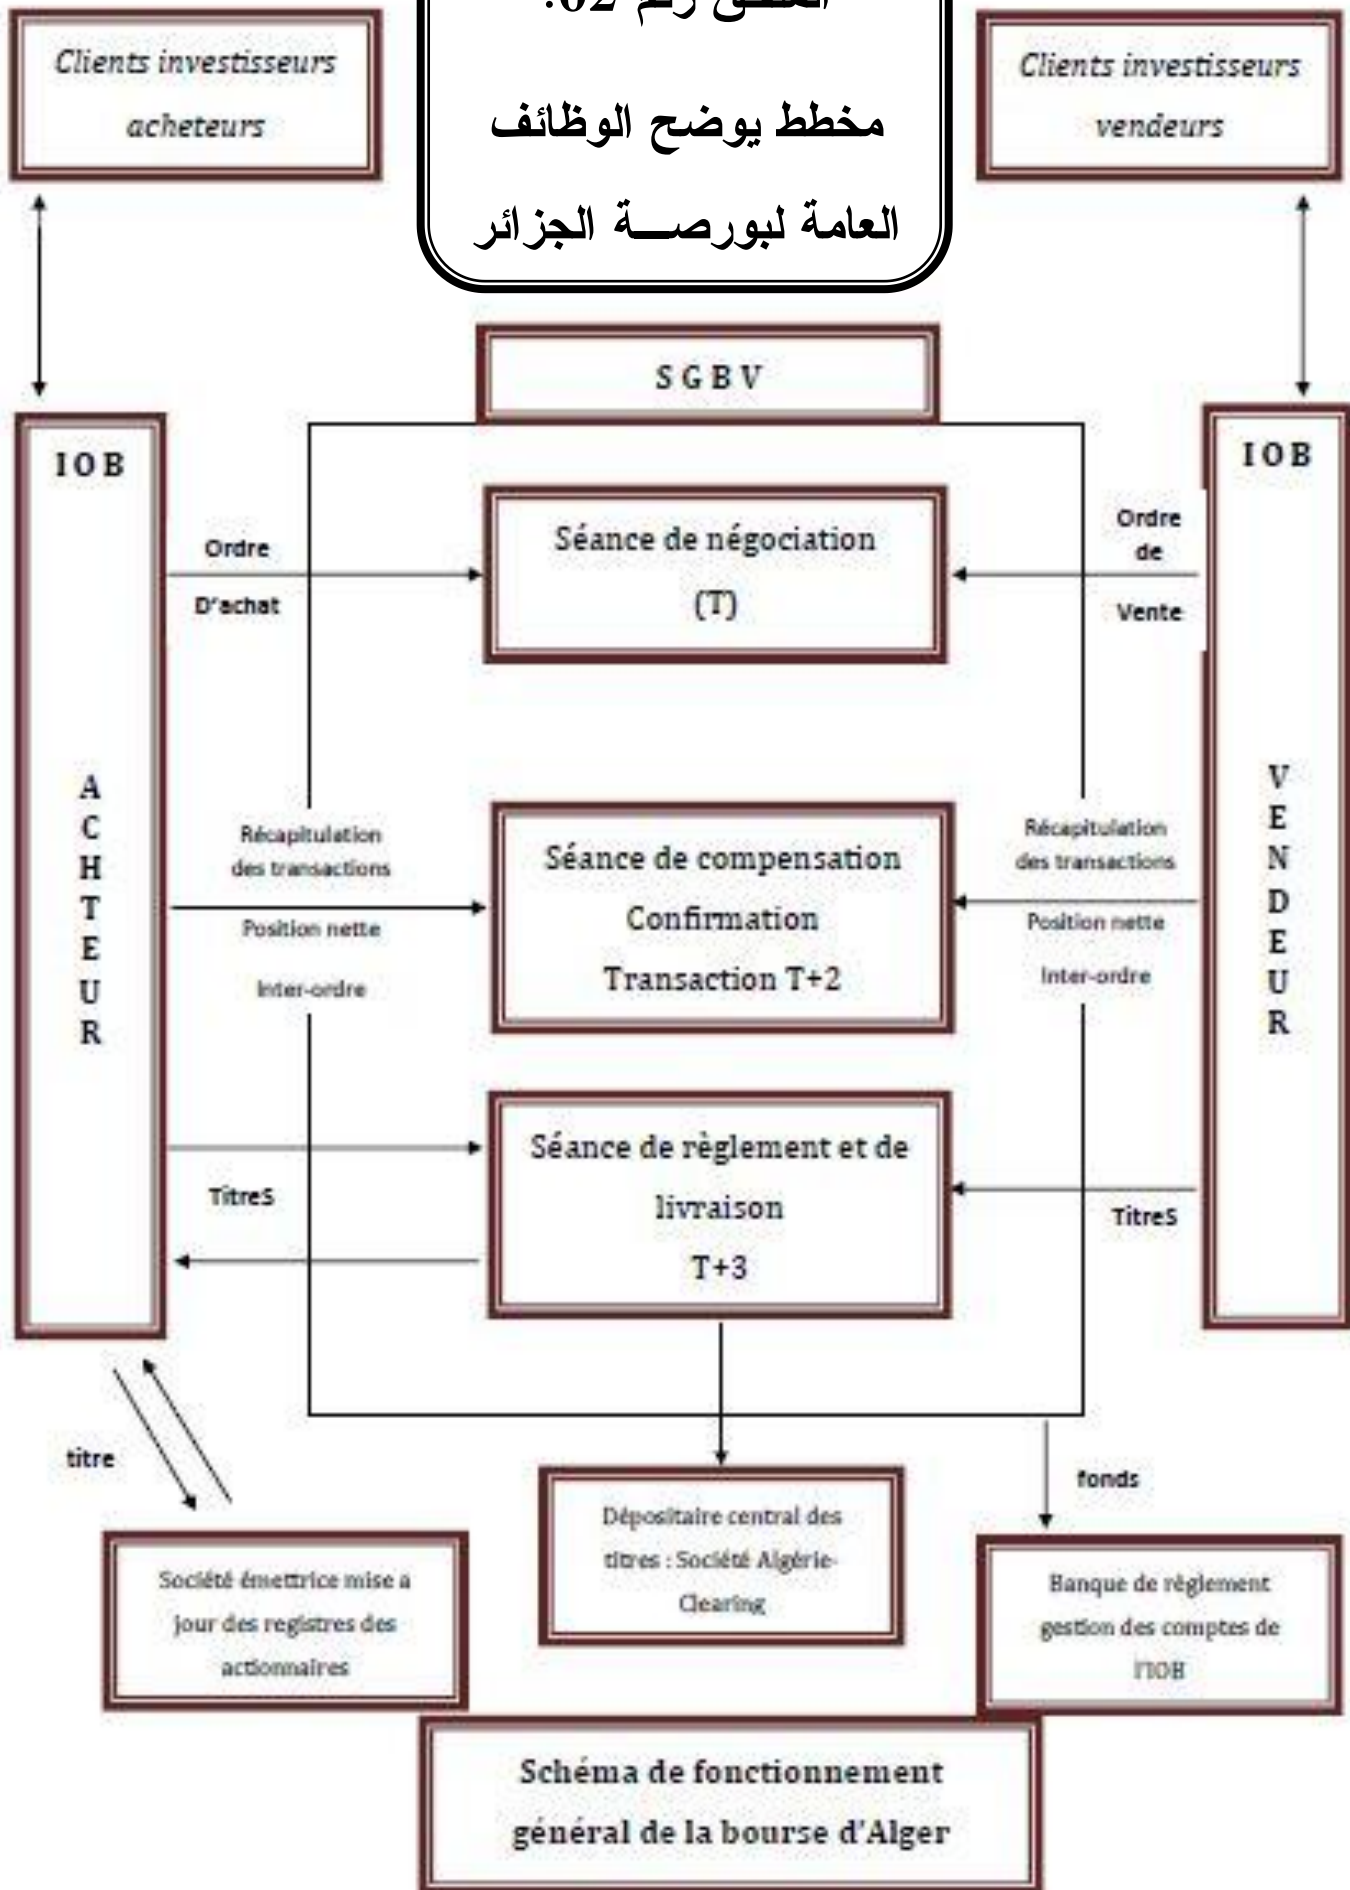 الملحق رقم 02:
مخطط يوضح الوظائف
العامة لبورصـــة الجزائر
Clients investisseurs
acheteurs
Clients investisseurs
vendeurs
S G B V
I O B
A
C
H
T
E
U
R
I O B
V
E
N
D
E
U
R
Ordre
D'achat
Séance de négociation
(T)
Ordre
de
Vente
Récapitulation
des transactions
Position nette
Inter-ordre
Séance de compensation
Confirmation
Transaction T+2
Récapitulation
des transactions
Position nette
Inter-ordre
TitreS
Séance de règlement et de
livraison
T+3
TitreS
titre
fonds
Société émettrice mise a
jour des registres des
actionnaires
Dépositaire central des
titres : Société Algérie-
Clearing
Banque de règlement
gestion des comptes de
l'IOB
Schéma de fonctionnement
général de la bourse d'Alger